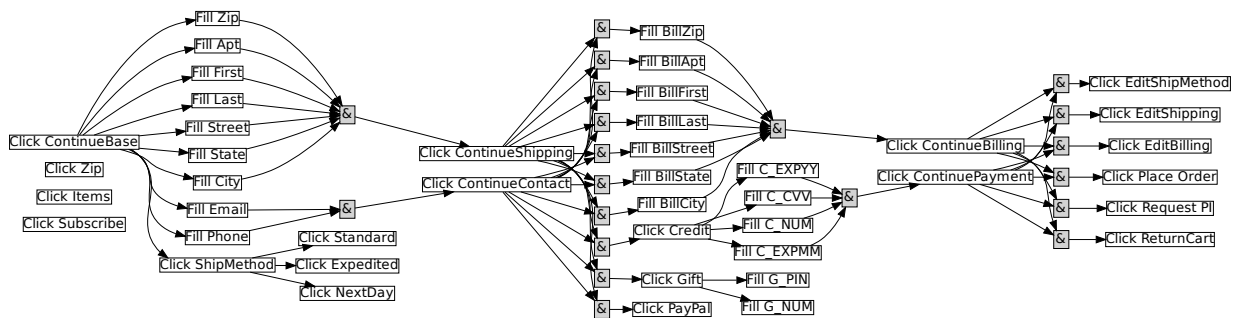 Click ContinueBase
Click Zip
Click Items
Click Subscribe
Fill Zip
Fill Apt
Fill First
Fill Last
Fill Street
Fill State
Fill City
Fill Email
Fill Phone
Click ShipMethod
&
&
Click Standard
Click Expedited
Click NextDay
Click ContinueShipping
Click ContinueContact
&
&
&
&
&
&
&
&
&
&
Fill BillZip
Fill BillApt
Fill BillFirst
Fill BillLast
Fill BillStreet
Fill BillState
Fill BillCity
Click Credit
Click Gift
Click PayPal
&
Fill C_EXPYY
Fill C_CVV
Fill C_NUM
Fill C_EXPMM
Fill G_PIN
Fill G_NUM
&
Click ContinueBilling
Click ContinuePayment
&
&
&
&
&
&
Click EditShipMethod
Click EditShipping
Click EditBilling
Click Place Order
Click Request PI
Click ReturnCart